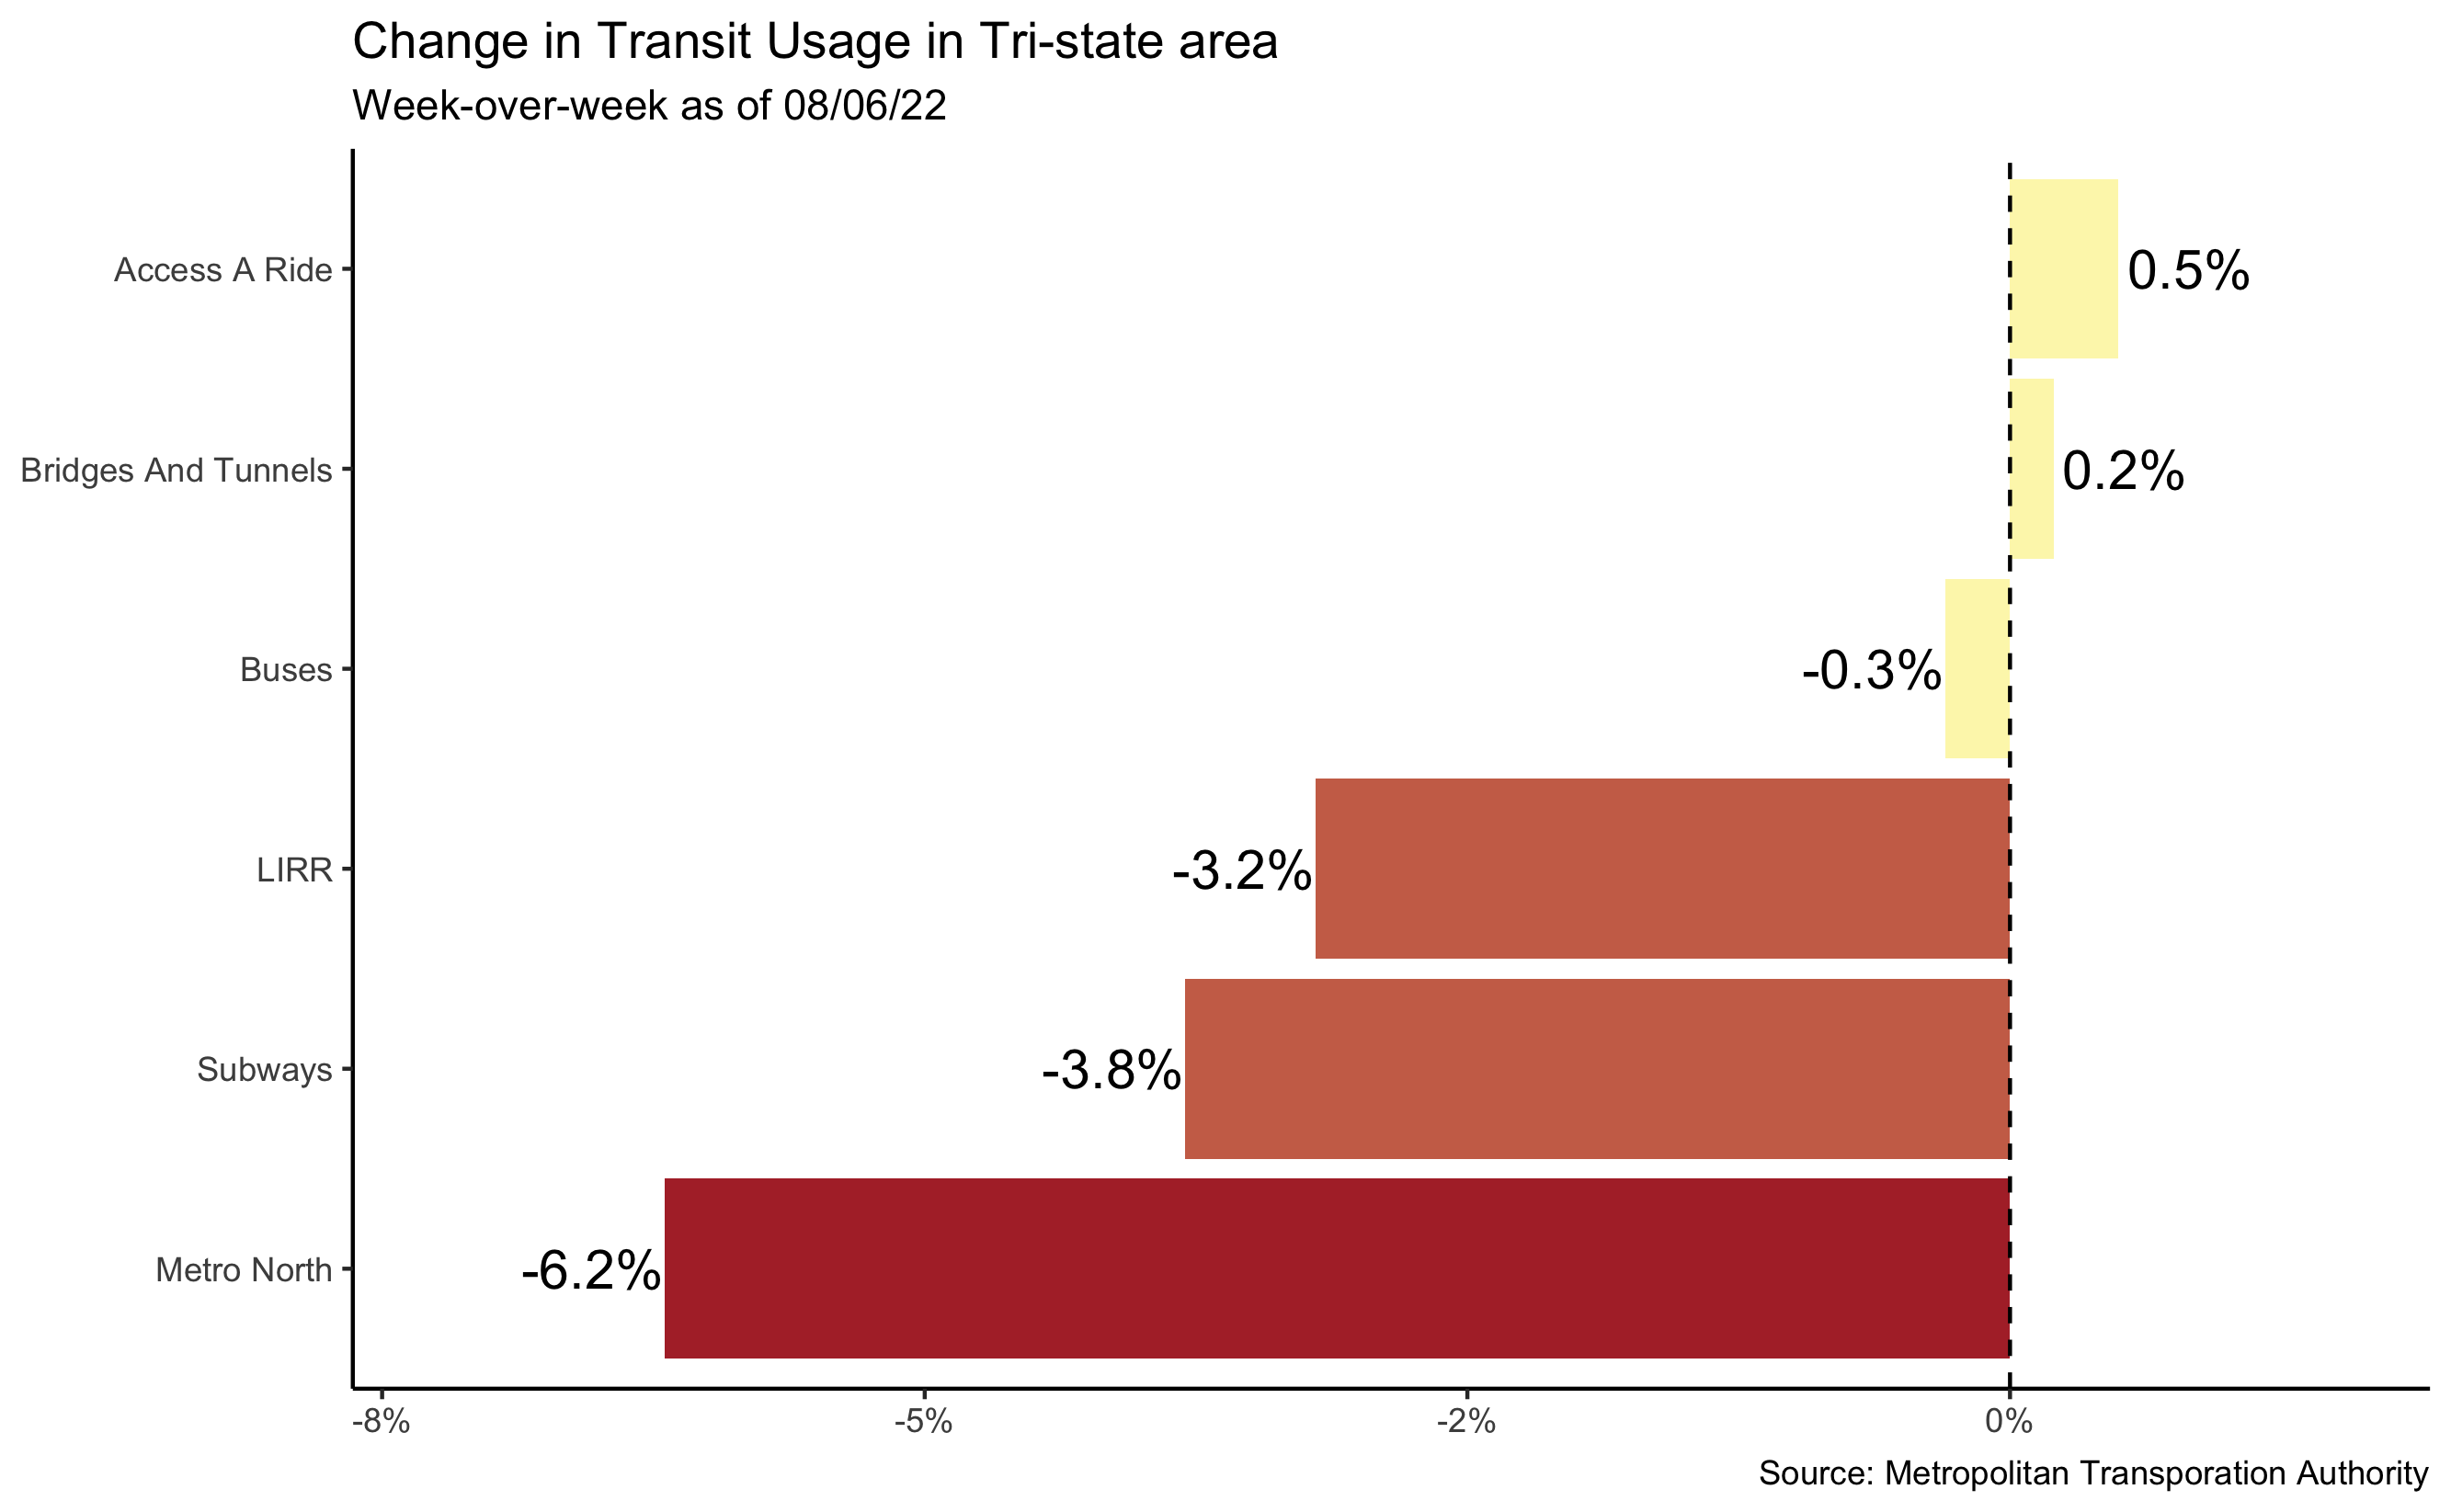 Change in Transit Usage in Tri-state area
Week-over-week as of 08/06/22
Access A Ride
0.5%
Bridges And Tunnels
0.2%
Buses
-0.3%
LIRR
-3.2%
Subways
-3.8%
Metro North
-6.2%
-8%
-5%
-2%
0%
Source: Metropolitan Transporation Authority